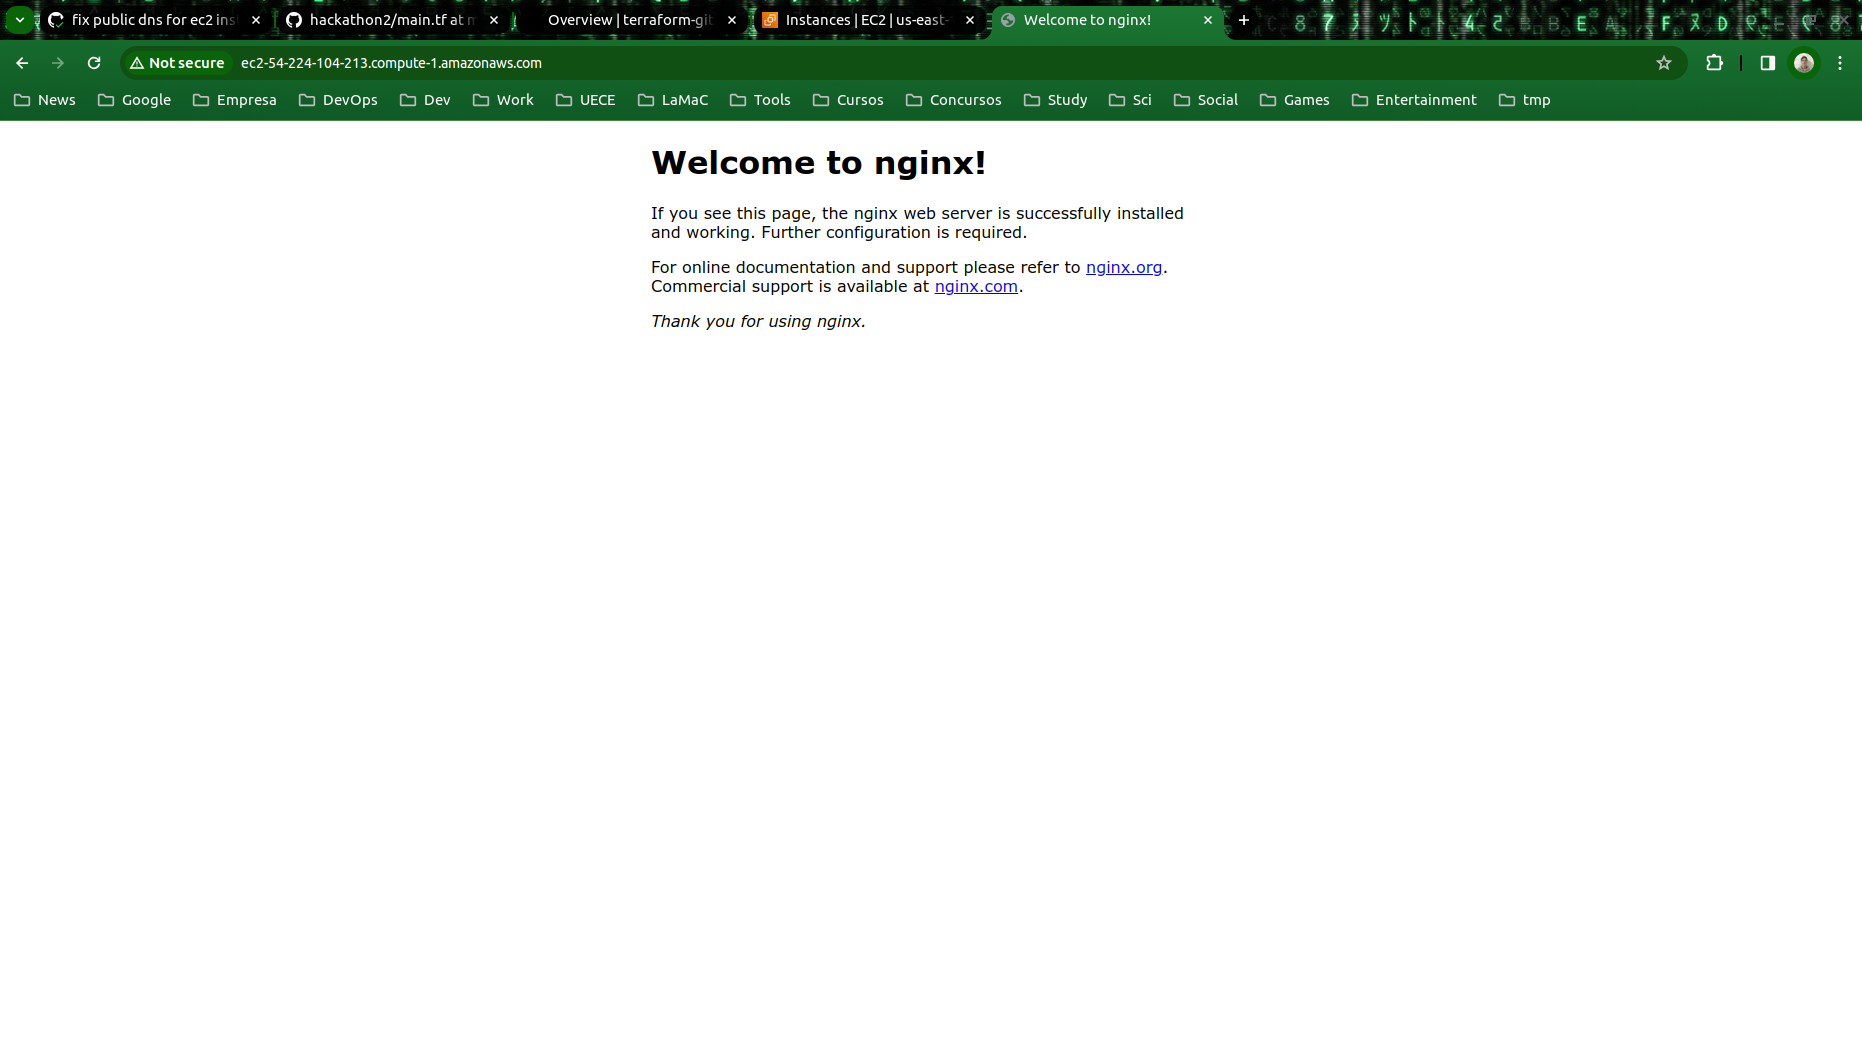 fix public dns for ec2 ins
hackathon2/main.tf at m
Overview | terraform-git
Instances | EC2 | us-east-
Welcome to nginx!
Not secure
ec2-54-224-104-213.compute-1.amazonaws.com
News
Google
Empresa
DevOps
Dev
Work
UECE
LaMaC
Tools
Cursos
Concursos
Study
Sci
Social
Games
Entertainment
tmp
Welcome to nginx!
If you see this page, the nginx web server is successfully installed
and working. Further configuration is required.
For online documentation and support please refer to nginx.org.
Commercial support is available at nginx.com.
Thank you for using nginx.